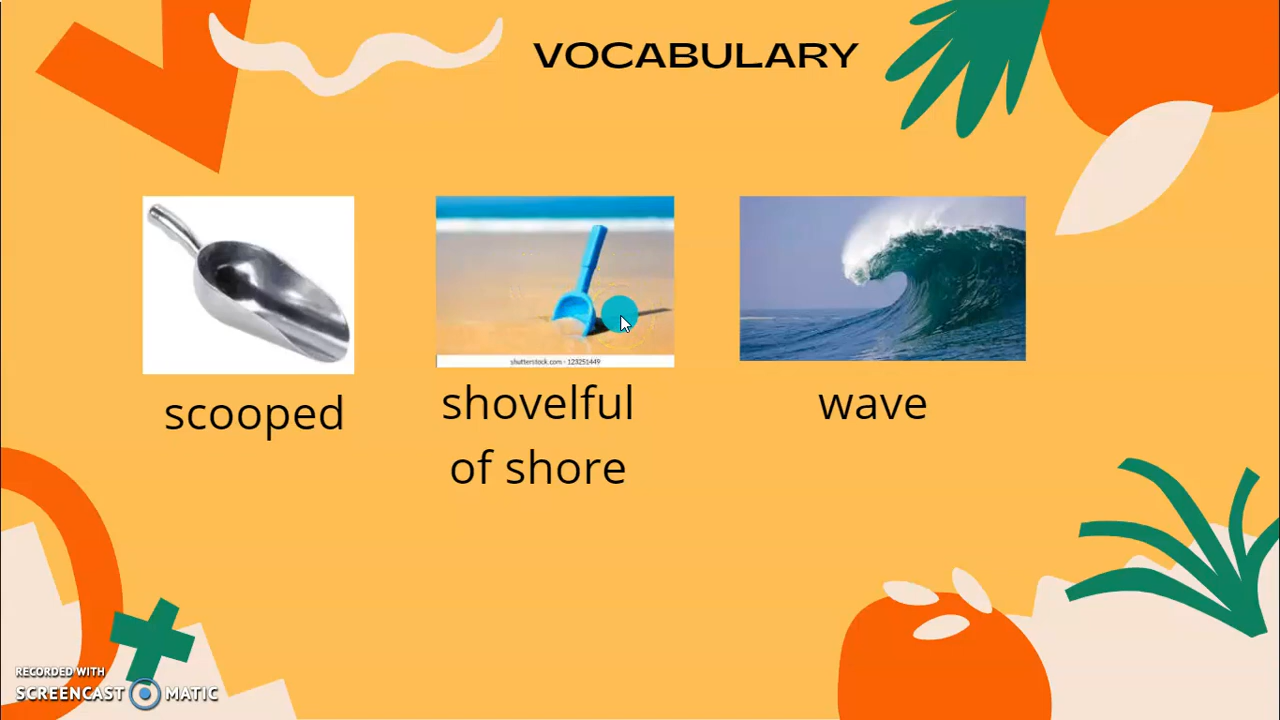 VOCABULARY
shutterstock.com · 123251449
scooped
shovelful
of shore
wave
RECORDED WITH
SCREENCAST MATIC